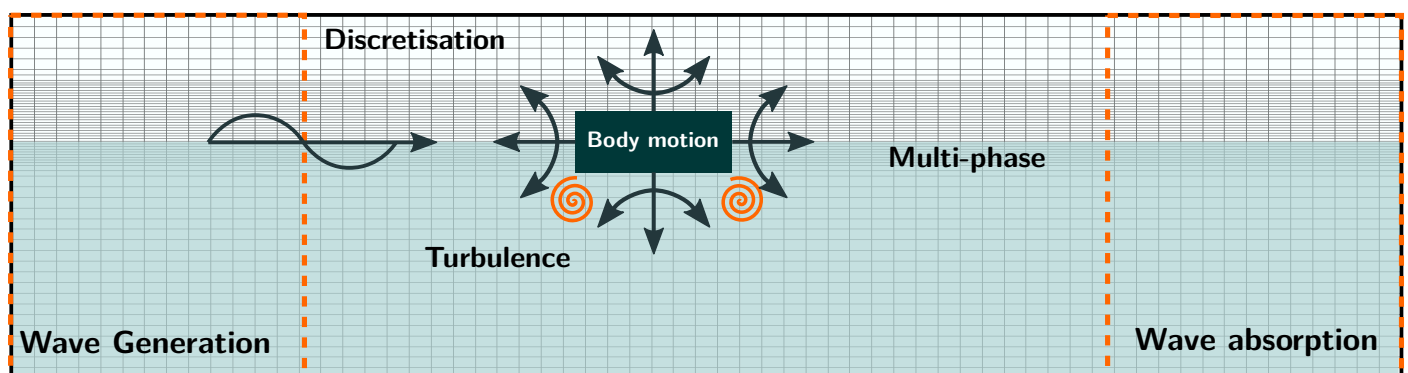 Discretisation
Body motion
Multi-phase
Turbulence
Wave Generation
Wave absorption